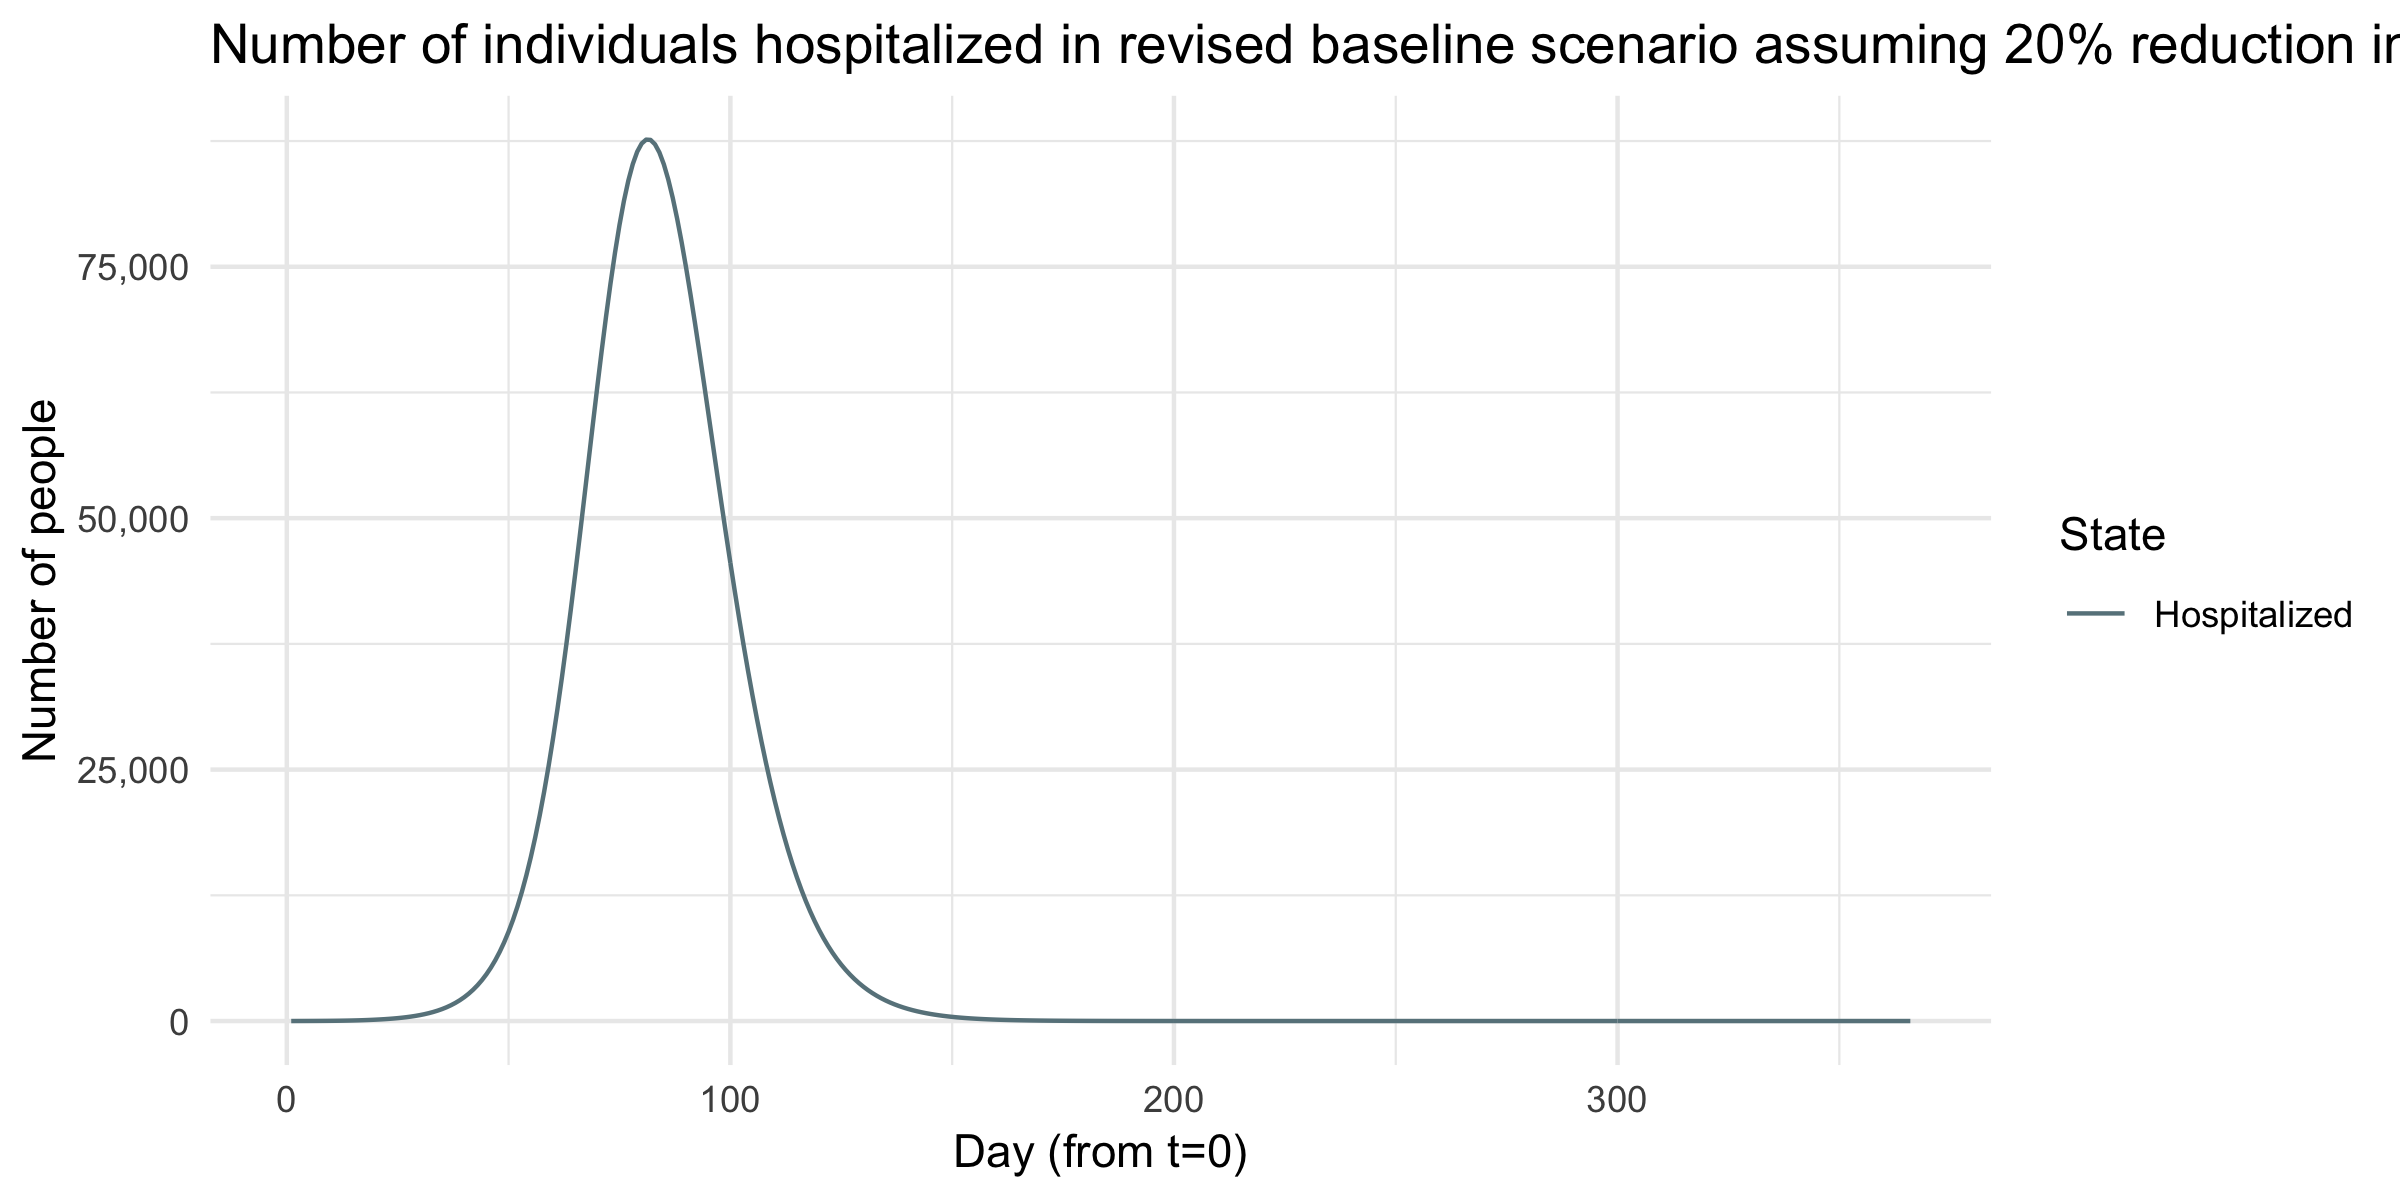 Number of individuals hospitalized in revised baseline scenario assuming 20% reduction
Number of people
75,000
50,000
25,000
0
0 100 200 300
Day (from t=0)
State
Hospitalized